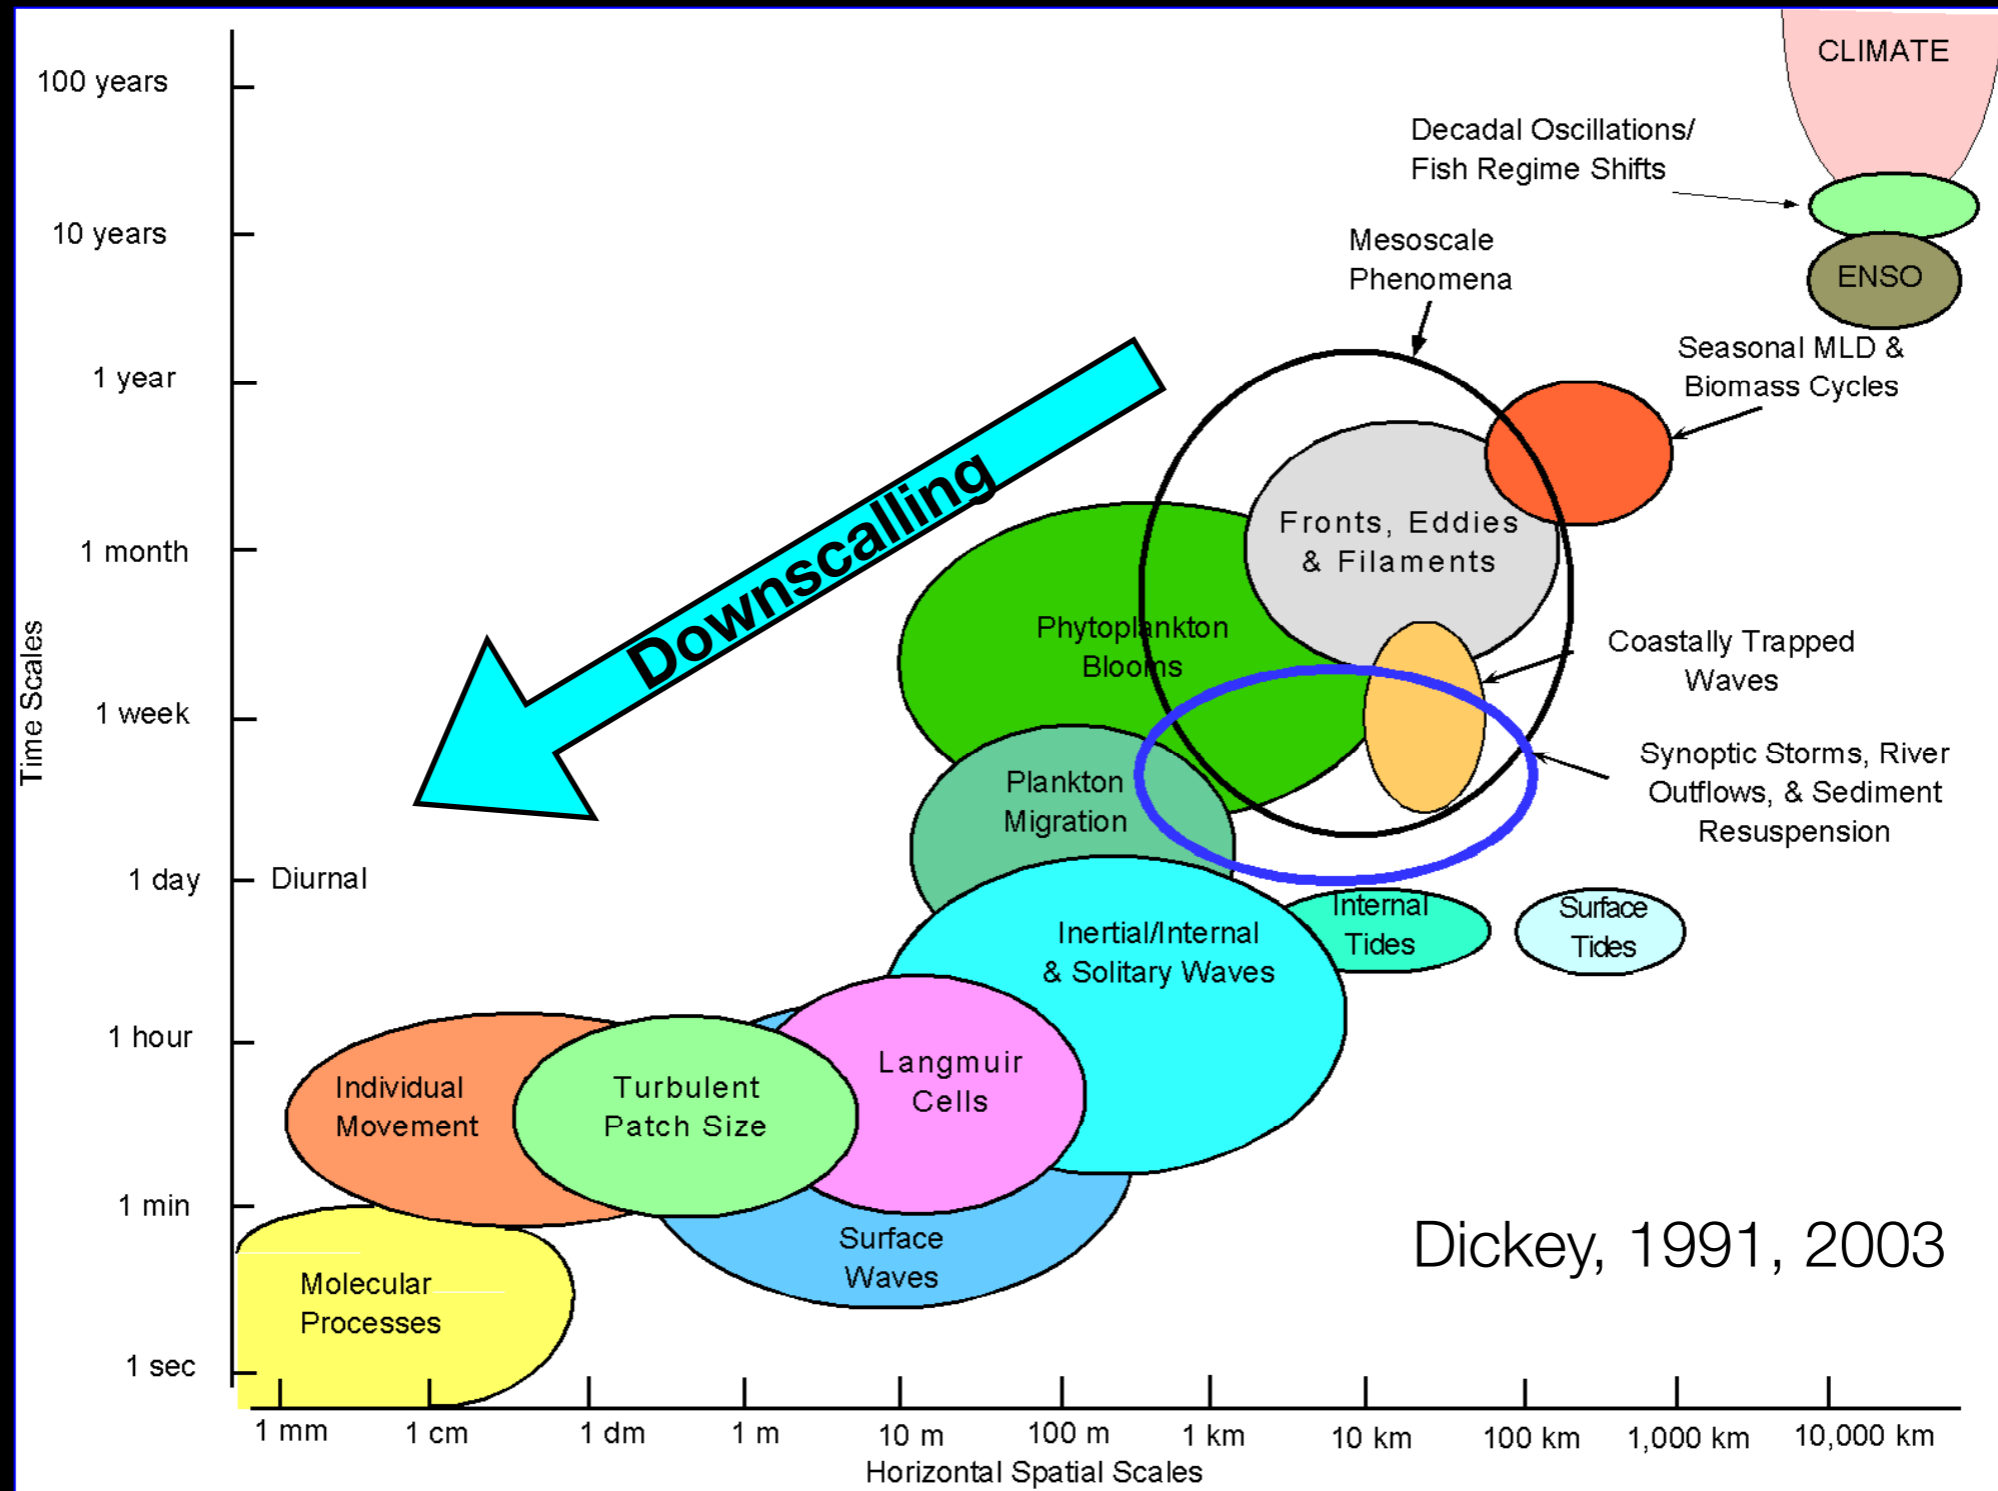 CLIMATE
100 years
Decadal Oscillations/
Fish Regime Shifts
10 years
Mesoscale
Phenomena
ENSO
Seasonal MLD &
Biomass Cycles
1 year
Downscalling
Fronts, Eddies
& Filaments
1 month
Phytoplankton
Blooms
Coastally Trapped
Waves
Time Scales
1 week
Synoptic Storms, River
Outflows, & Sediment
Resuspension
Plankton
Migration
1 day
Diurnal
Internal
Tides
Surface
Tides
Inertial/Internal
& Solitary Waves
1 hour
Langmuir
Cells
Individual
Movement
Turbulent
Patch Size
1 min
Surface
Waves
Dickey, 1991, 2003
Molecular
Processes
1 sec
1 mm
1 cm
1 dm
1 m
10 m
100 m
1 km
10 km
100 km
1,000 km
10,000 km
Horizontal Spatial Scales